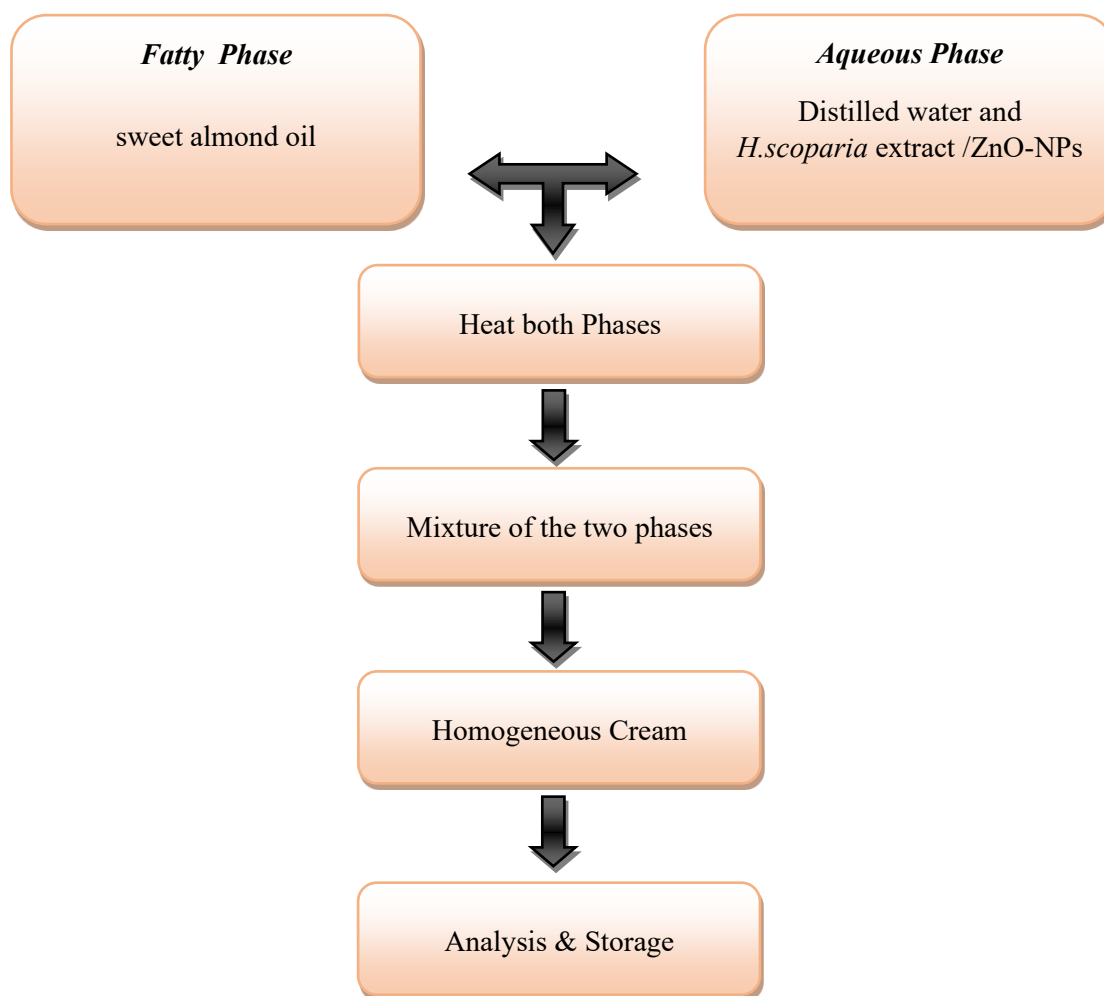 Fatty Phase
sweet almond oil
Aqueous Phase
Distilled water and
H.scoparia extract /ZnO-NPs
Heat both Phases
Mixture of the two phases
Homogeneous Cream
Analysis & Storage